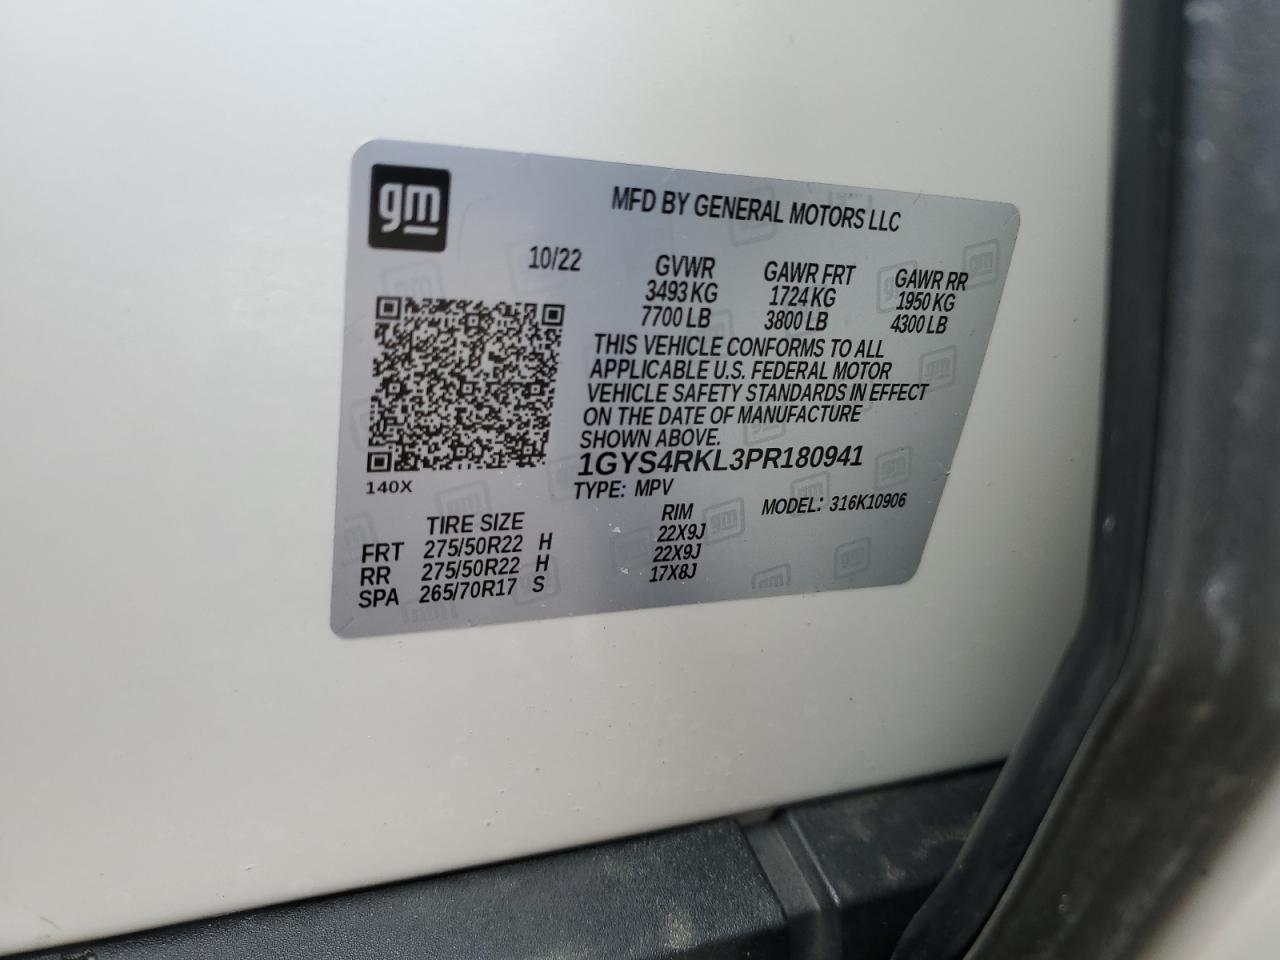 gm
MFD BY GENERAL MOTORS LLC
10/22 GVWR GAWR FRT GAWR RR
3493 KG 1724 KG 1950 KG
7700 LB 3800 LB 4300 LB
THIS VEHICLE CONFORMS TO ALL
APPLICABLE U.S. FEDERAL MOTOR
VEHICLE SAFETY STANDARDS IN EFFECT
ON THE DATE OF MANUFACTURE
SHOWN ABOVE.
1GYS4RKL3PR180941
140X
TYPE: MPV MODEL: 316K10906
TIRE SIZE RIM
FRT 275/50R22 H 22X9J
RR 275/50R22 H 22X9J
SPA 265/70R17 S 17X8J